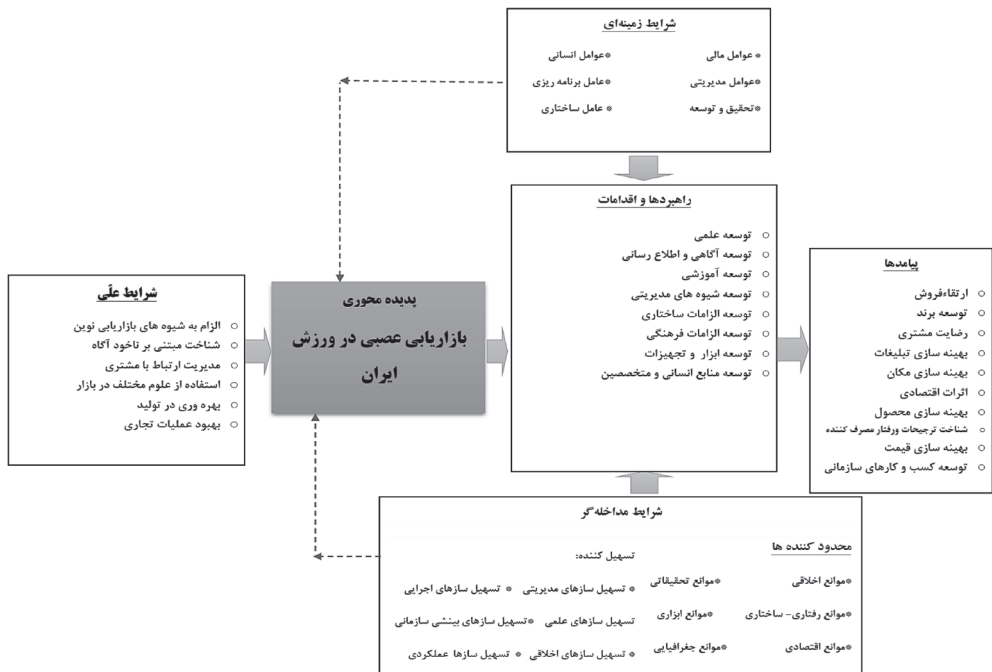 شرایط زمینه‌ای
*عوامل مالی *عوامل انسانی
*عوامل مدیریتی *عامل برنامه ریزی
*تحقیق و توسعه * عامل ساختاری
راهبردها و اقدامات
○ توسعه علمی
○ توسعه آگاهی و اطلاع رسانی
○ توسعه آموزشی
○ توسعه شیوه های مدیریتی
○ توسعه الزامات ساختاری
○ توسعه الزامات فرهنگی
○ توسعه ابزار و تجهیزات
○ توسعه منابع انسانی و متخصصین
پیامدها
○ ارتقاءفروش
○ توسعه برند
○ رضایت مشتری
○ بهینه سازی تبلیغات
○ بهینه سازی مکان
○ اثرات اقتصادی
○ بهینه سازی محصول
○ شناخت ترجیحات ورفتار مصرف کننده
○ بهینه سازی قیمت
○ توسعه کسب و کارهای سازمانی
پدیده محوری
بازاریابی عصبی در ورزش
ایران
شرایط علّی
○ الزام به شیوه های بازاریابی نوین
○ شناخت مبتنی بر ناخود آگاه
○ مدیریت ارتباط با مشتری
○ استفاده از علوم مختلف در بازار
○ بهره وری در تولید
○ بهبود عملیات تجاری
شرایط مداخله‌گر
محدود کننده ها
*موانع اخلاقی *موانع تحقیقاتی
*موانع رفتاری- ساختاری *موانع ابزاری
*موانع اقتصادی *موانع جغرافیایی
تسهیل کننده:
* تسهیل سازهای مدیریتی * تسهیل سازهای اجرایی
تسهیل سازهای علمی *تسهیل سازهای بینشی سازمانی
* تسهیل سازهای اخلاقی * تسهیل سازها عملکردی